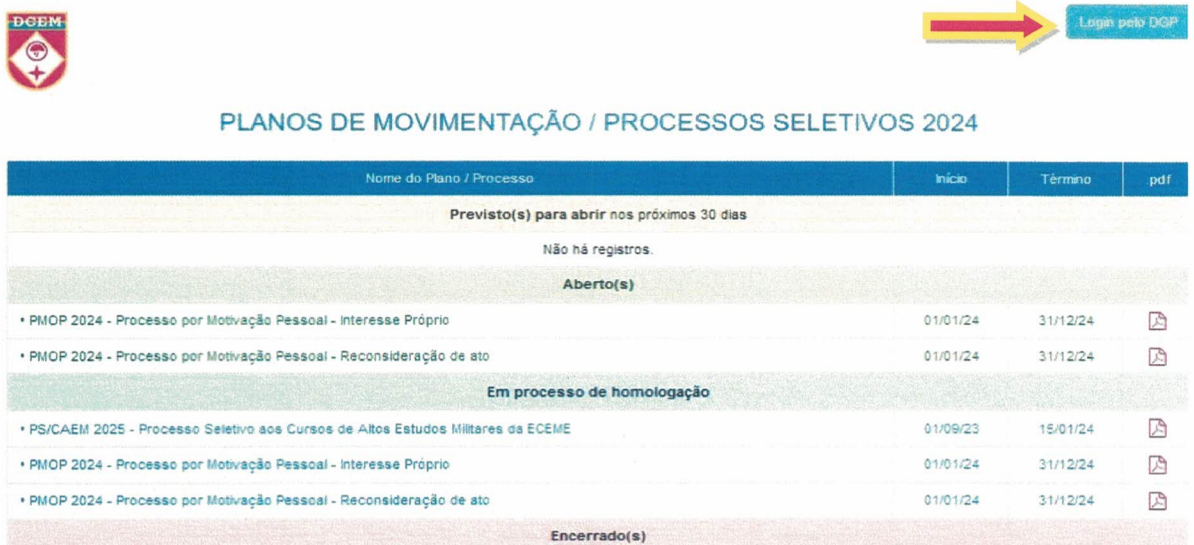 DCEM
Login pelo DGP
PLANOS DE MOVIMENTAÇÃO / PROCESSOS SELETIVOS 2024
Nome do Plano / Processo Início Término .pdf
Previsto(s) para abrir nos próximos 30 dias
Não há registros.
Aberto(s)
• PMOP 2024 - Processo por Motivação Pessoal - Interesse Próprio 01/01/24 31/12/24
• PMOP 2024 - Processo por Motivação Pessoal - Reconsideração de ato 01/01/24 31/12/24
Em processo de homologação
• PS/CAEM 2025 - Processo Seletivo aos Cursos de Altos Estudos Militares da ECEME 01/09/23 15/01/24
• PMOP 2024 - Processo por Motivação Pessoal - Interesse Próprio 01/01/24 31/12/24
• PMOP 2024 - Processo por Motivação Pessoal - Reconsideração de ato 01/01/24 31/12/24
Encerrado(s)